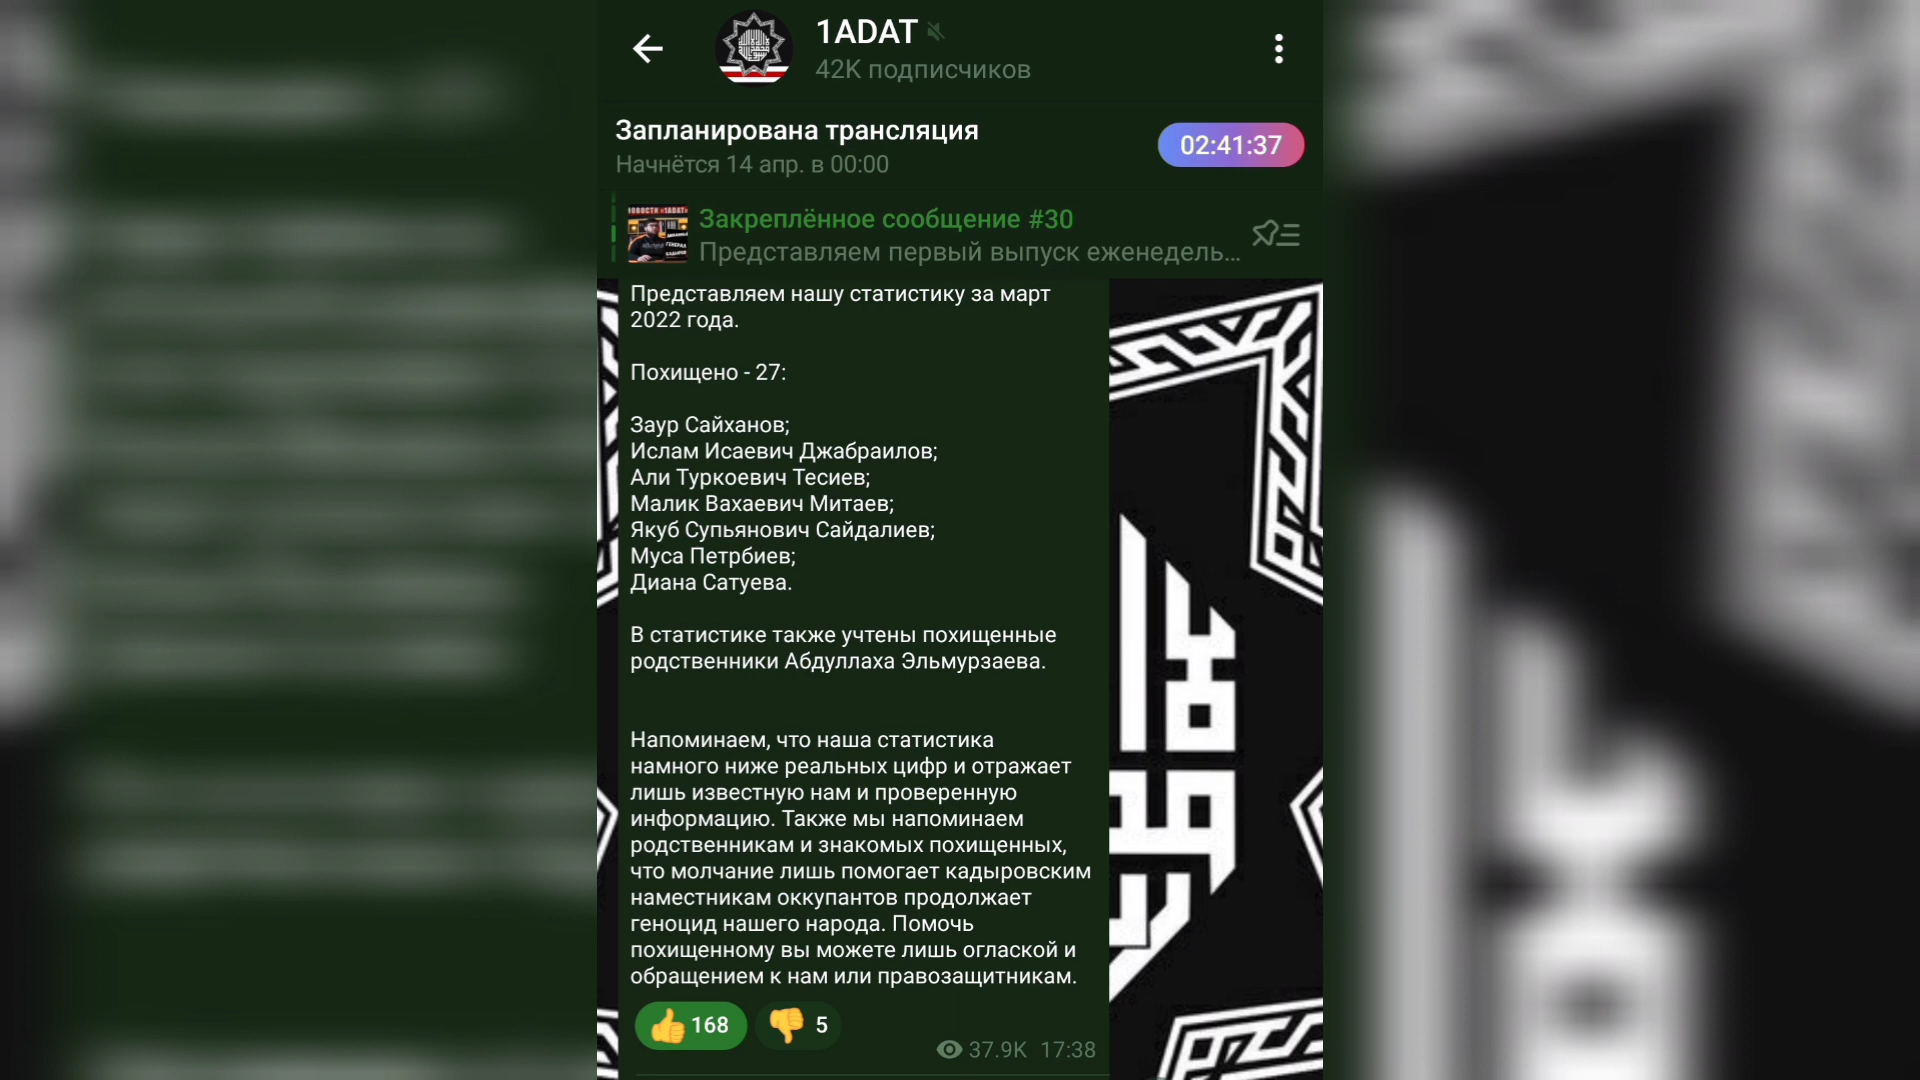 1ADAT
42K подписчиков
Запланирована трансляция
Начнётся 14 апр. в 00:00
02:41:37
НОВОСТИ «1ADAT»
Закреплённое сообщение #30
Представляем первый выпуск еженедель...
Представляем нашу статистику за март
2022 года.
Похищено - 27:
Заур Сайханов;
Ислам Исаевич Джабраилов;
Али Туркоевич Тесиев;
Малик Вахаевич Митаев;
Якуб Супьянович Сайдалиев;
Муса Петрбиев;
Диана Сатуева.
В статистике также учтены похищенные
родственники Абдуллаха Эльмурзаева.
Напоминаем, что наша статистика
намного ниже реальных цифр и отражает
лишь известную нам и проверенную
информацию. Также мы напоминаем
родственникам и знакомых похищенных,
что молчание лишь помогает кадыровским
наместникам оккупантов продолжает
геноцид нашего народа. Помочь
похищенному вы можете лишь оглаской и
обращением к нам или правозащитникам.
168
5
37.9K 17:38